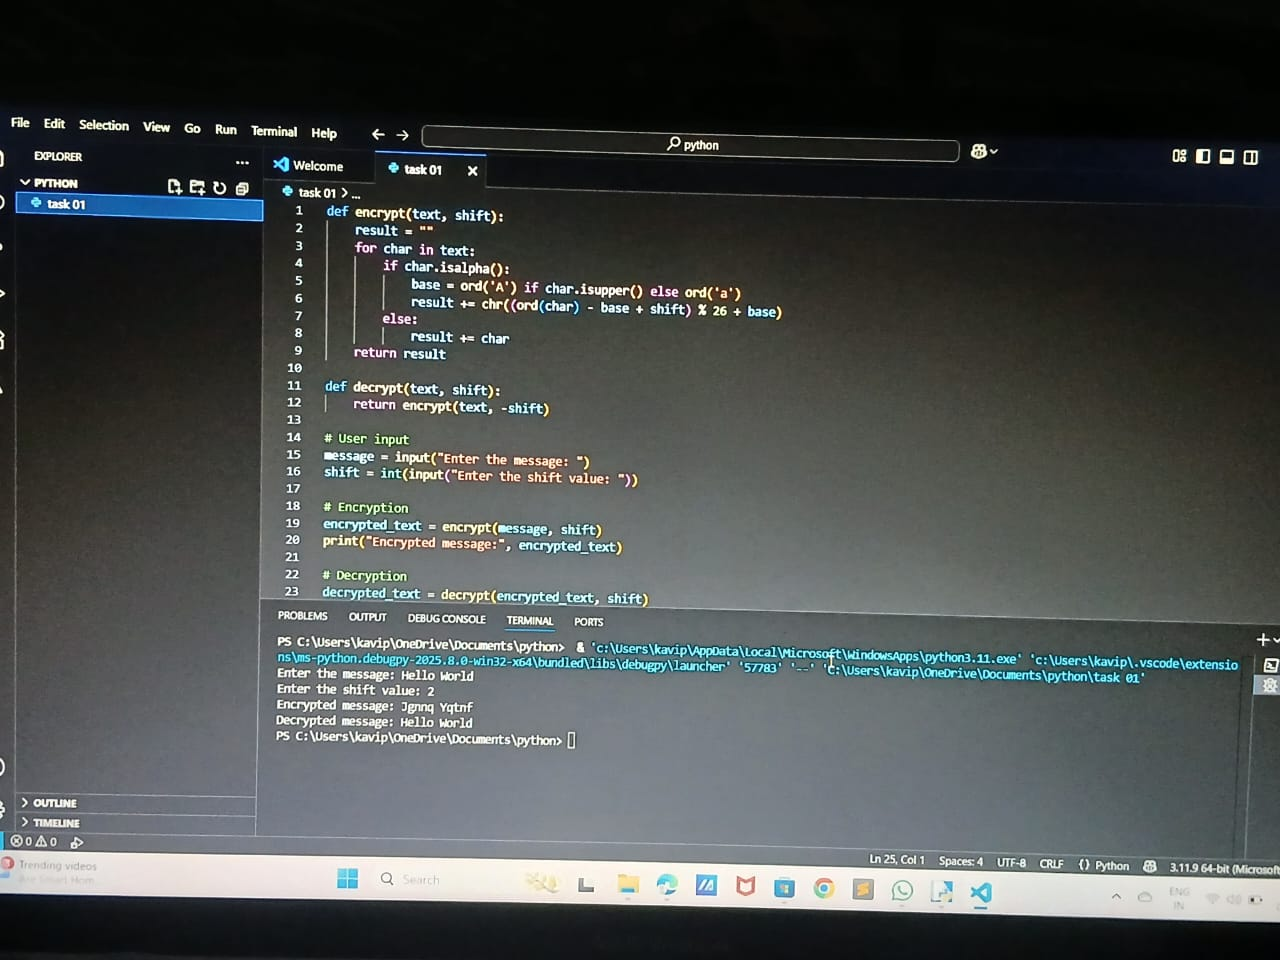 File Edit Selection View Go Run Terminal Help
python
EXPLORER
Welcome
task 01
PYTHON
task 01 > ...
task 01
1 def encrypt(text, shift):
2 result = ""
3 for char in text:
4 if char.isalpha():
5 base = ord('A') if char.isupper() else ord('a')
6 result += chr((ord(char) - base + shift) % 26 + base)
7 else:
8 result += char
9 return result
10
11 def decrypt(text, shift):
12 return encrypt(text, -shift)
13
14 # User input
15 message = input("Enter the message: ")
16 shift = int(input("Enter the shift value: "))
17
18 # Encryption
19 encrypted_text = encrypt(message, shift)
20 print("Encrypted message:", encrypted_text)
21
22 # Decryption
23 decrypted_text = decrypt(encrypted_text, shift)
PROBLEMS OUTPUT DEBUG CONSOLE TERMINAL PORTS
PS C:\Users\kavip\OneDrive\Documents\python> & 'c:\Users\kavip\AppData\Local\Microsoft\WindowsApps\python3.11.exe' 'c:\Users\kavip\.vscode\extensio
ns\ms-python.debugpy-2025.8.0-win32-x64\bundled\libs\debugpy\launcher' '57783' '--' 'C:\Users\kavip\OneDrive\Documents\python\task 01'
Enter the message: Hello World
Enter the shift value: 2
Encrypted message: Jgnnq Yqtnf
Decrypted message: Hello World
PS C:\Users\kavip\OneDrive\Documents\python>
OUTLINE
TIMELINE
0 0
Ln 25, Col 1 Spaces: 4 UTF-8 CRLF {} Python 3.11.9 64-bit (Microsoft
Trending videos
Search
ENG
IN